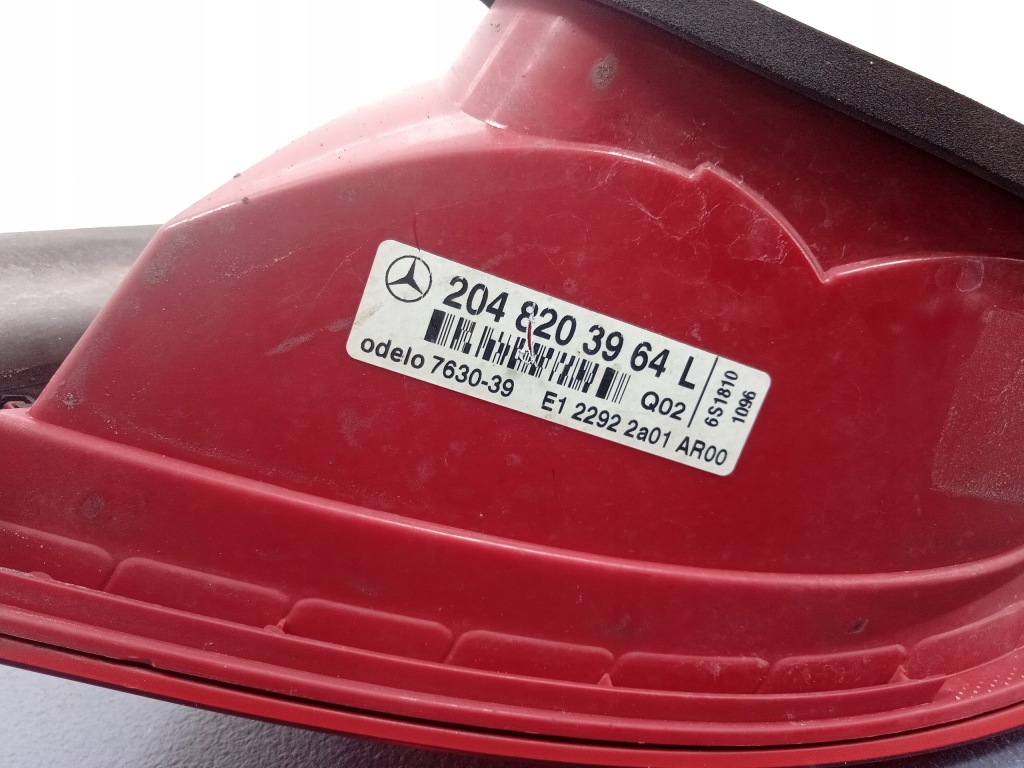 204 820 39 64 L
odelo 7630-39 Q02
E1 2292 2a01 AR00
6S1810
1096